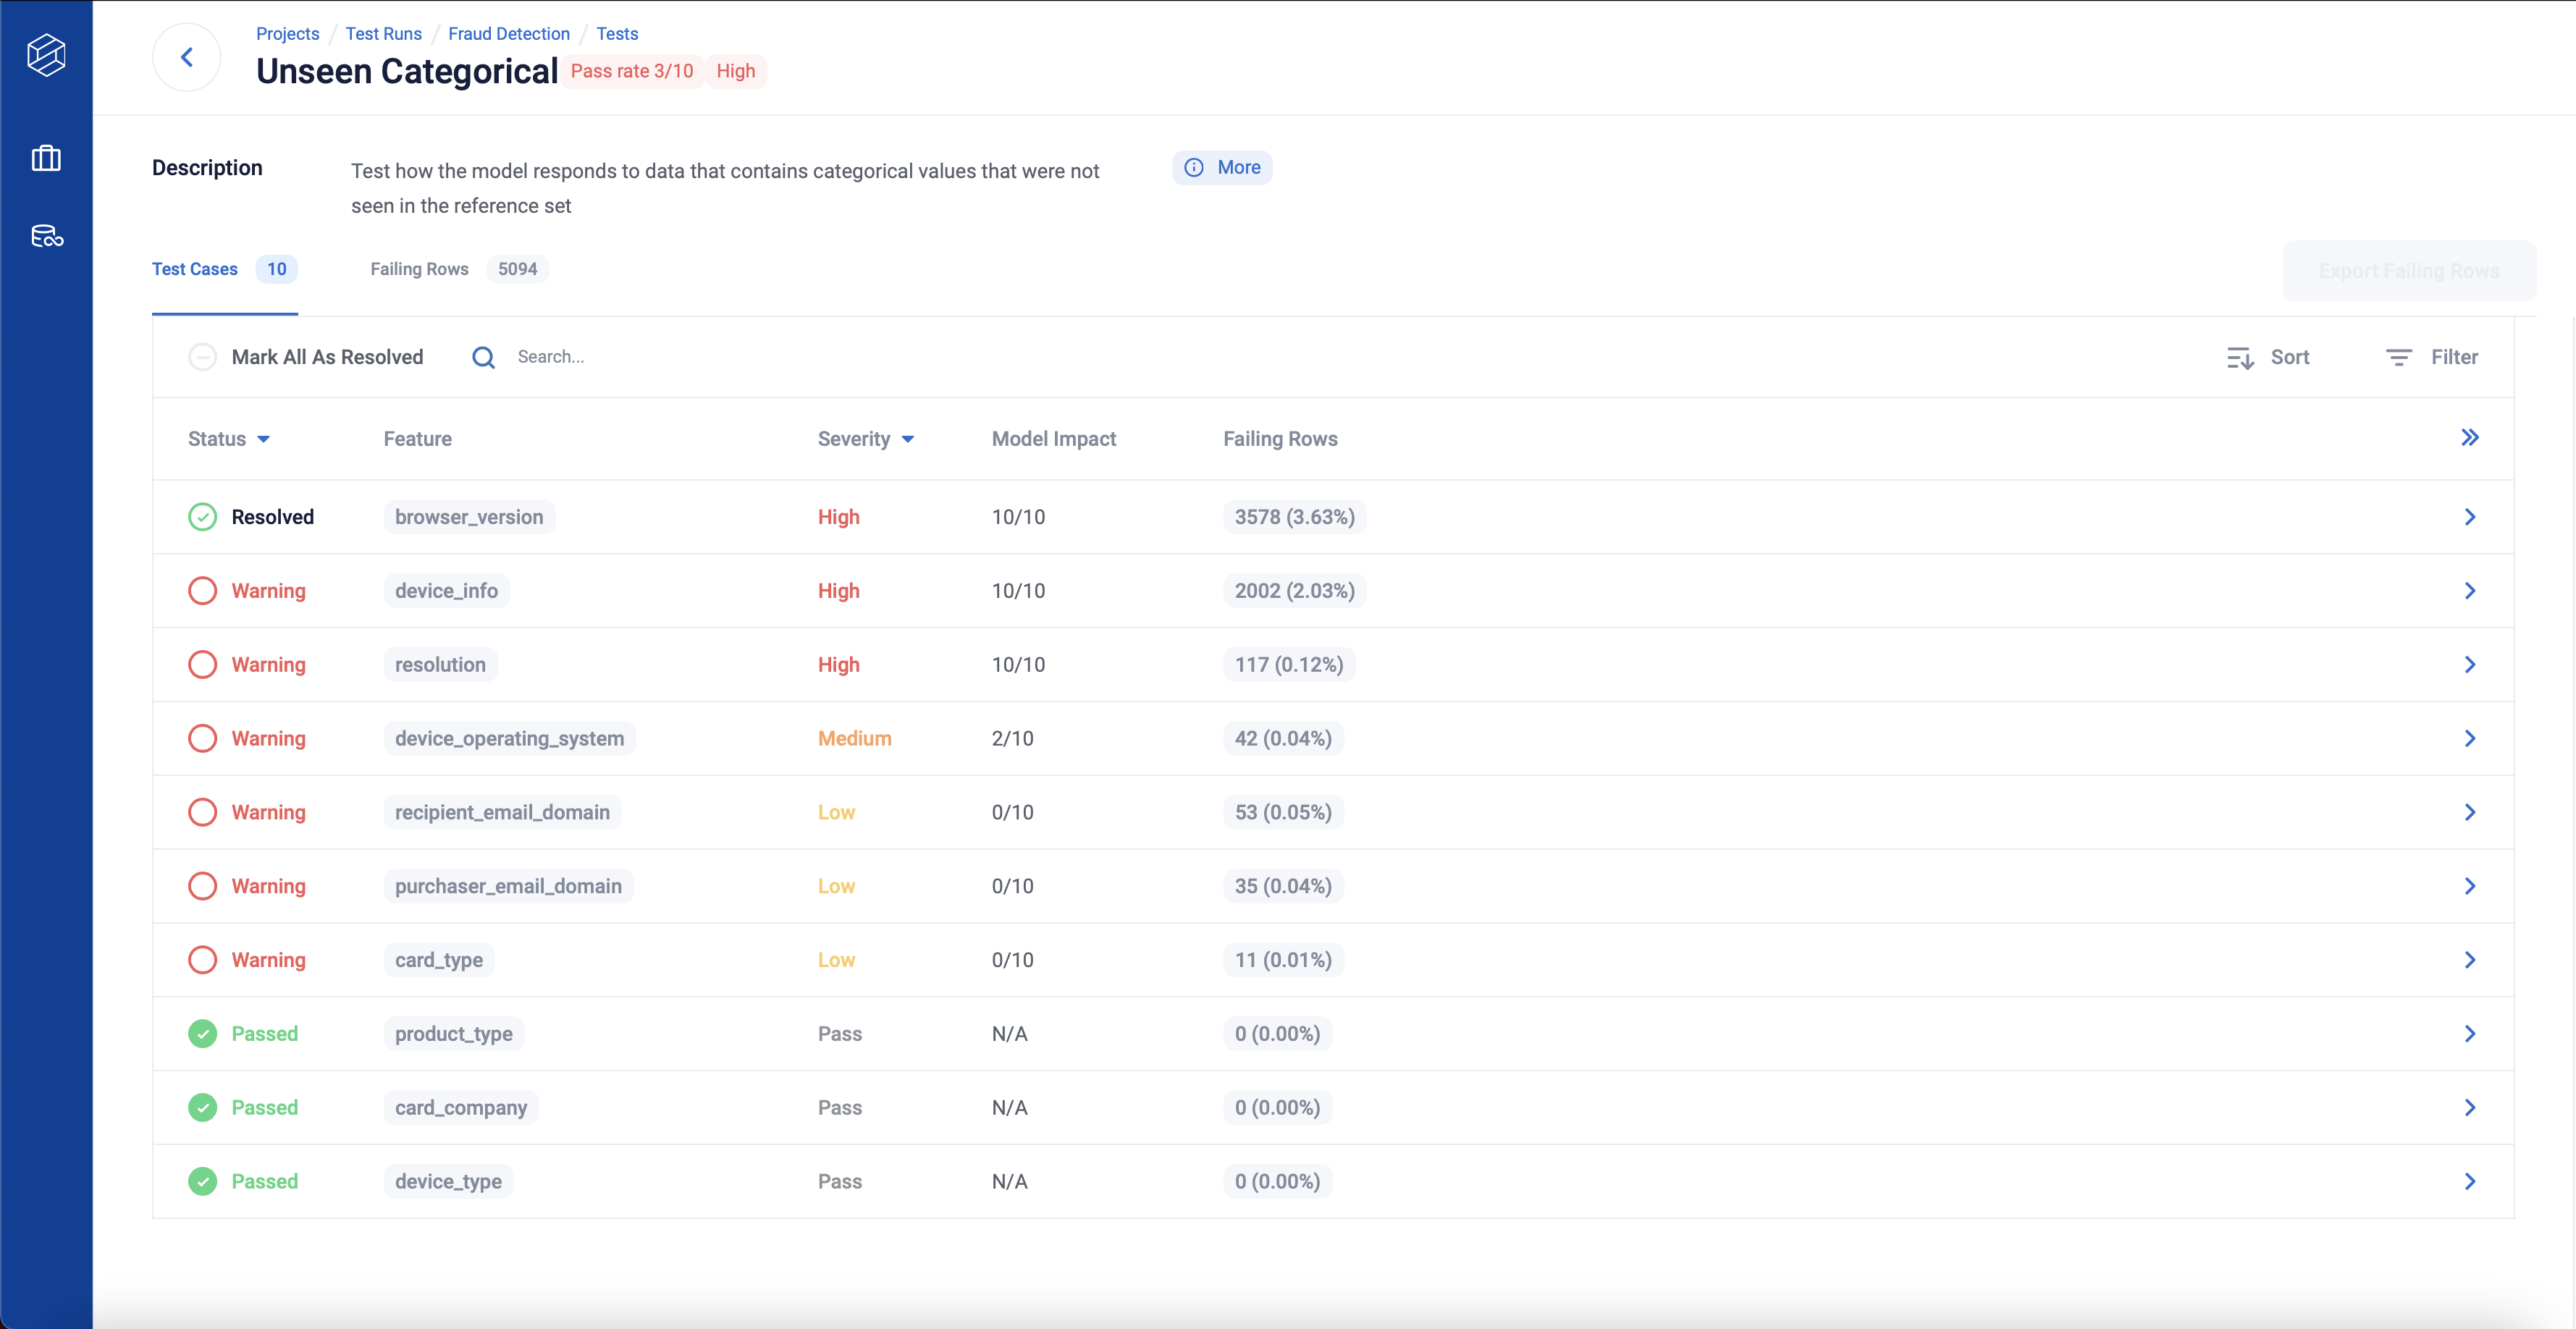 Projects / Test Runs / Fraud Detection / Tests
Unseen Categorical Pass rate 3/10 High
Description Test how the model responds to data that contains categorical values that were not More
seen in the reference set
Test Cases 10 Failing Rows 5094 Export Failing Rows
Mark All As Resolved Search... Sort Filter
Status Feature Severity Model Impact Failing Rows
Resolved browser_version High 10/10 3578 (3.63%)
Warning device_info High 10/10 2002 (2.03%)
Warning resolution High 10/10 117 (0.12%)
Warning device_operating_system Medium 2/10 42 (0.04%)
Warning recipient_email_domain Low 0/10 53 (0.05%)
Warning purchaser_email_domain Low 0/10 35 (0.04%)
Warning card_type Low 0/10 11 (0.01%)
Passed product_type Pass N/A 0 (0.00%)
Passed card_company Pass N/A 0 (0.00%)
Passed device_type Pass N/A 0 (0.00%)